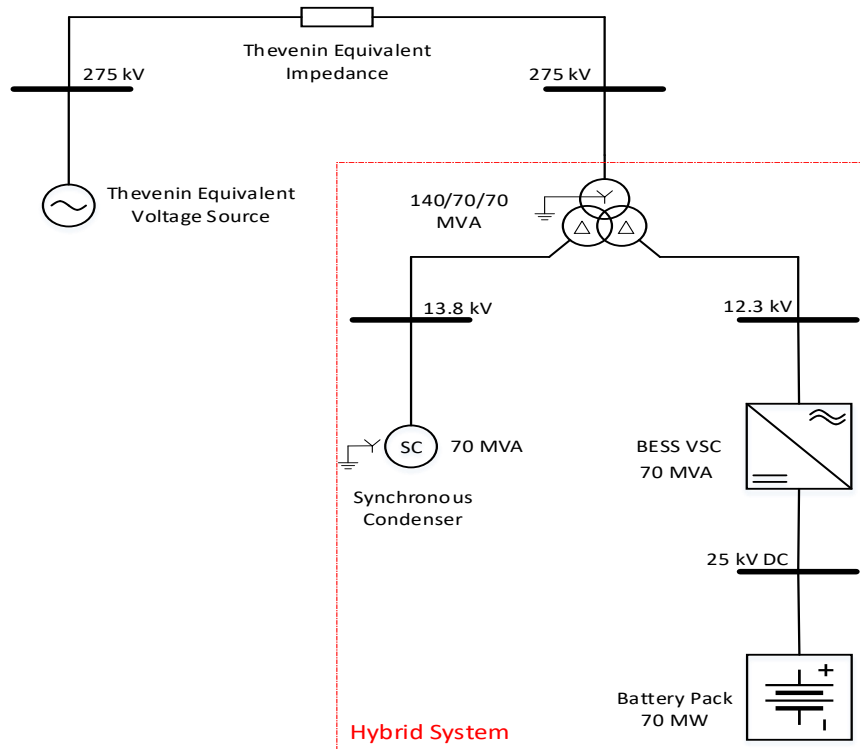 Thevenin Equivalent
Impedance
275 kV
275 kV
Thevenin Equivalent
Voltage Source
140/70/70
MVA
13.8 kV
12.3 kV
SC
70 MVA
Synchronous
Condenser
BESS VSC
70 MVA
25 kV DC
Battery Pack
70 MW
Hybrid System